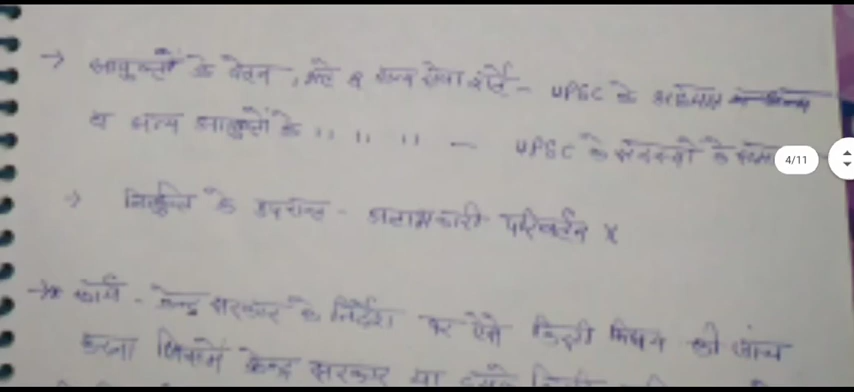 → आयुक्तों के वेतन, भत्ते व अन्य सेवा शर्तें - UPSC के अध्यक्ष
व अन्य आयुक्तों के " " " — UPSC के सदस्यों के समान
4/11
→ नियुक्ति के उपरान्त - अलाभकारी परिवर्तन x
→ * कार्य - केन्द्र सरकार के निर्देश पर ऐसे किसी विषय की जांच
करना जिसमें केन्द्र सरकार या